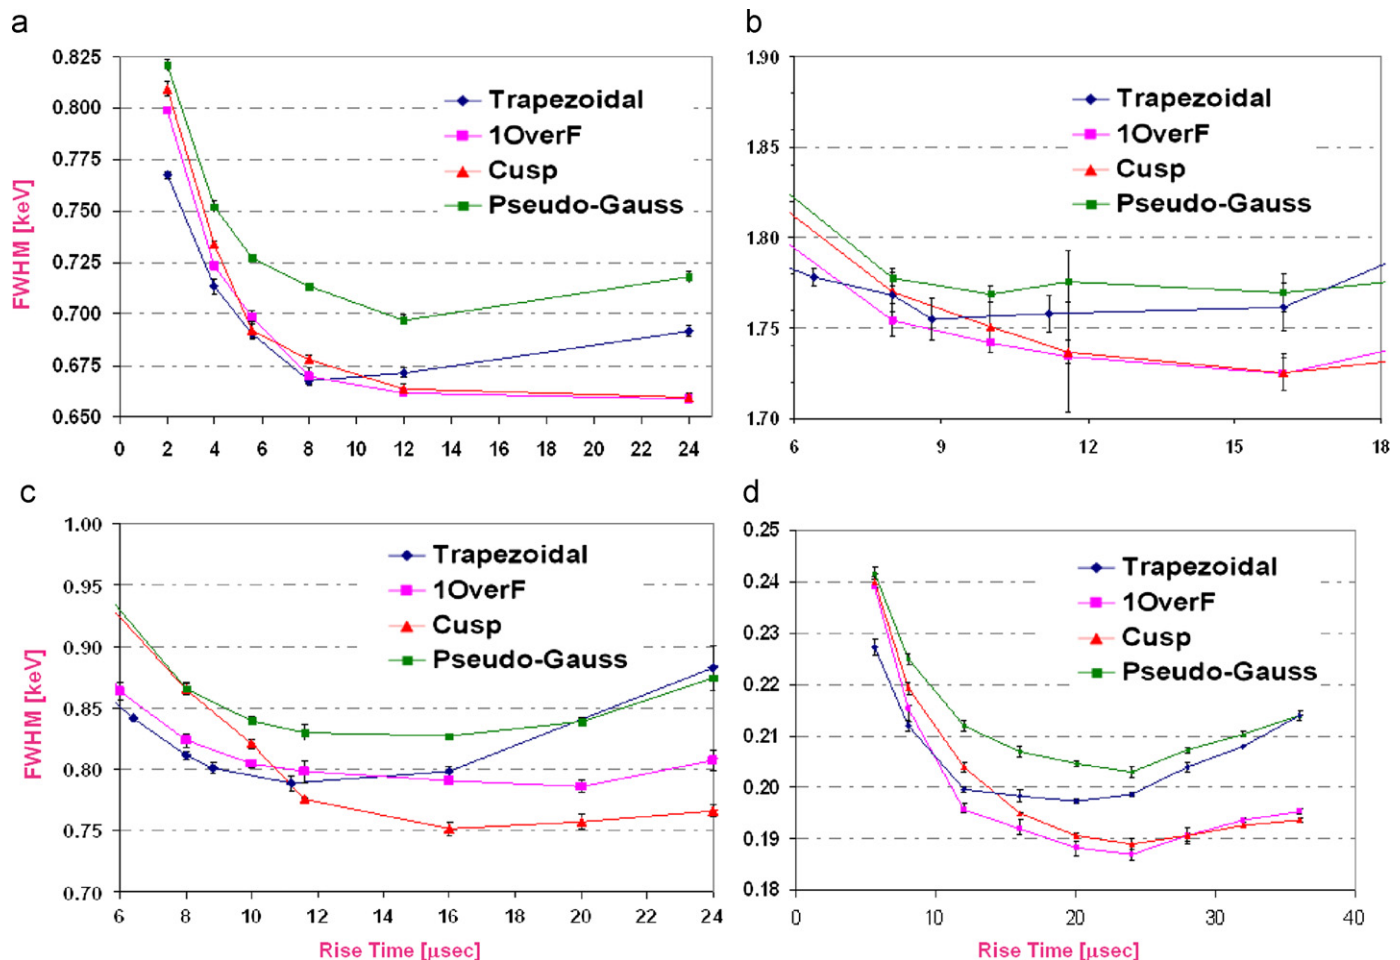 a
0.825
0.800
0.775
0.750
0.725
0.700
0.675
0.650
FWHM [keV]
Trapezoidal
1OverF
Cusp
Pseudo-Gauss
0 2 4 6 8 10 12 14 16 18 20 22 24
b
1.90
1.85
1.80
1.75
1.70
Trapezoidal
1OverF
Cusp
Pseudo-Gauss
6 9 12 15 18
c
1.00
0.95
0.90
0.85
0.80
0.75
0.70
FWHM [keV]
Trapezoidal
1OverF
Cusp
Pseudo-Gauss
6 8 10 12 14 16 18 20 22 24
Rise Time [μsec]
d
0.25
0.24
0.23
0.22
0.21
0.20
0.19
0.18
Trapezoidal
1OverF
Cusp
Pseudo-Gauss
0 10 20 30 40
Rise Time [μsec]